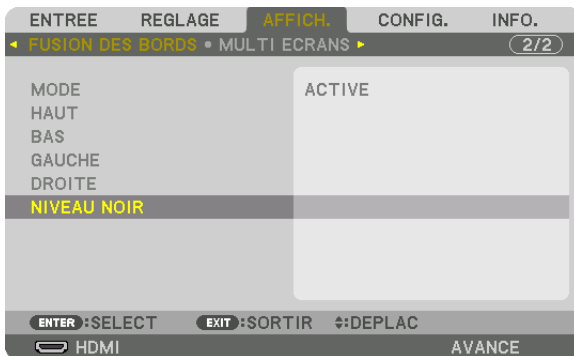 ENTREE REGLAGE AFFICH. CONFIG. INFO.
FUSION DES BORDS • MULTI ECRANS 2/2
MODE ACTIVE
HAUT
BAS
GAUCHE
DROITE
NIVEAU NOIR
ENTER :SELECT EXIT :SORTIR :DEPLAC
HDMI AVANCE